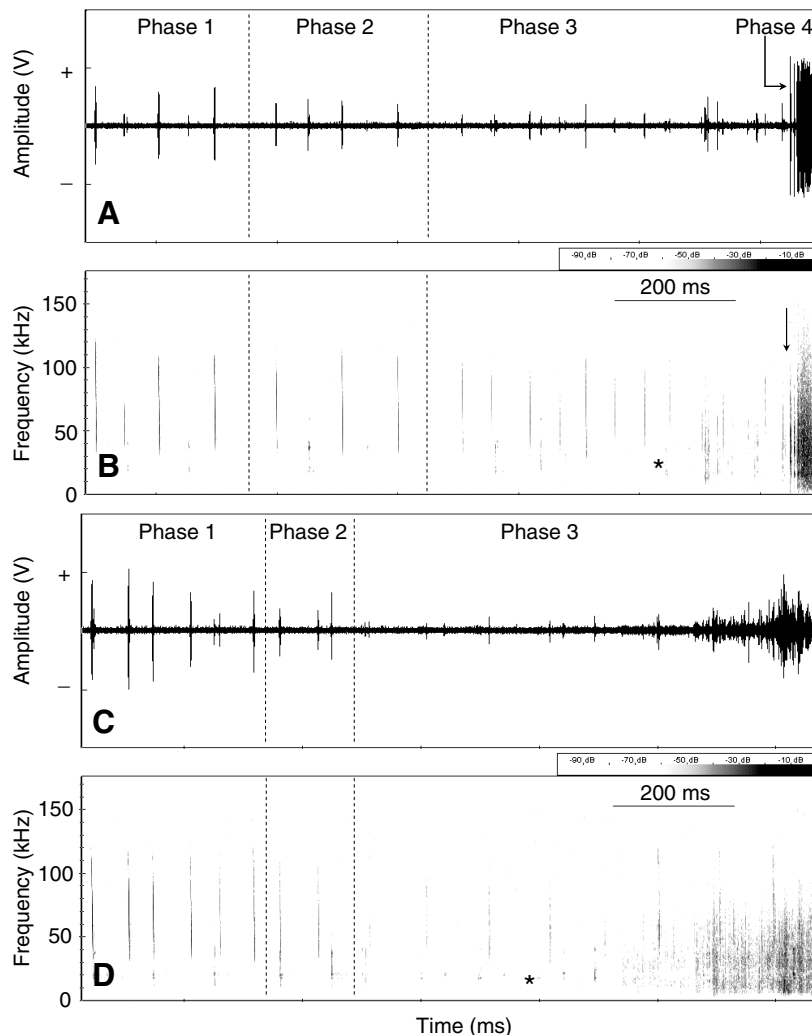 Phase 1 Phase 2 Phase 3 Phase 4
Amplitude (V)
+
–
A
-90,dB -70,dB -50,dB -30,dB -10,dB
200 ms
Frequency (kHz)
150
100
50
0
B
*
Phase 1 Phase 2 Phase 3
Amplitude (V)
+
–
C
-90,dB -70,dB -50,dB -30,dB -10,dB
200 ms
Frequency (kHz)
150
100
50
0
D
*
Time (ms)